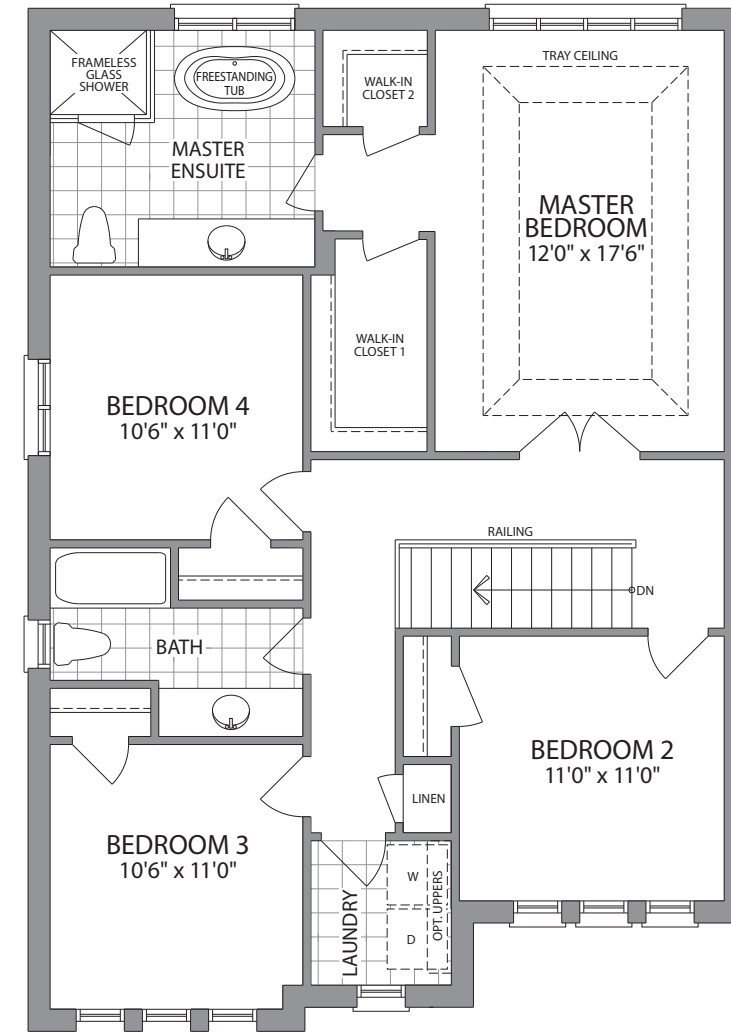 FRAMELESS
GLASS
SHOWER
FREESTANDING
TUB
MASTER
ENSUITE
WALK-IN
CLOSET 2
TRAY CEILING
MASTER
BEDROOM
12'0" x 17'6"
WALK-IN
CLOSET 1
BEDROOM 4
10'6" x 11'0"
RAILING
DN
BATH
BEDROOM 2
11'0" x 11'0"
LINEN
BEDROOM 3
10'6" x 11'0"
LAUNDRY
W
D
OPT. UPPERS